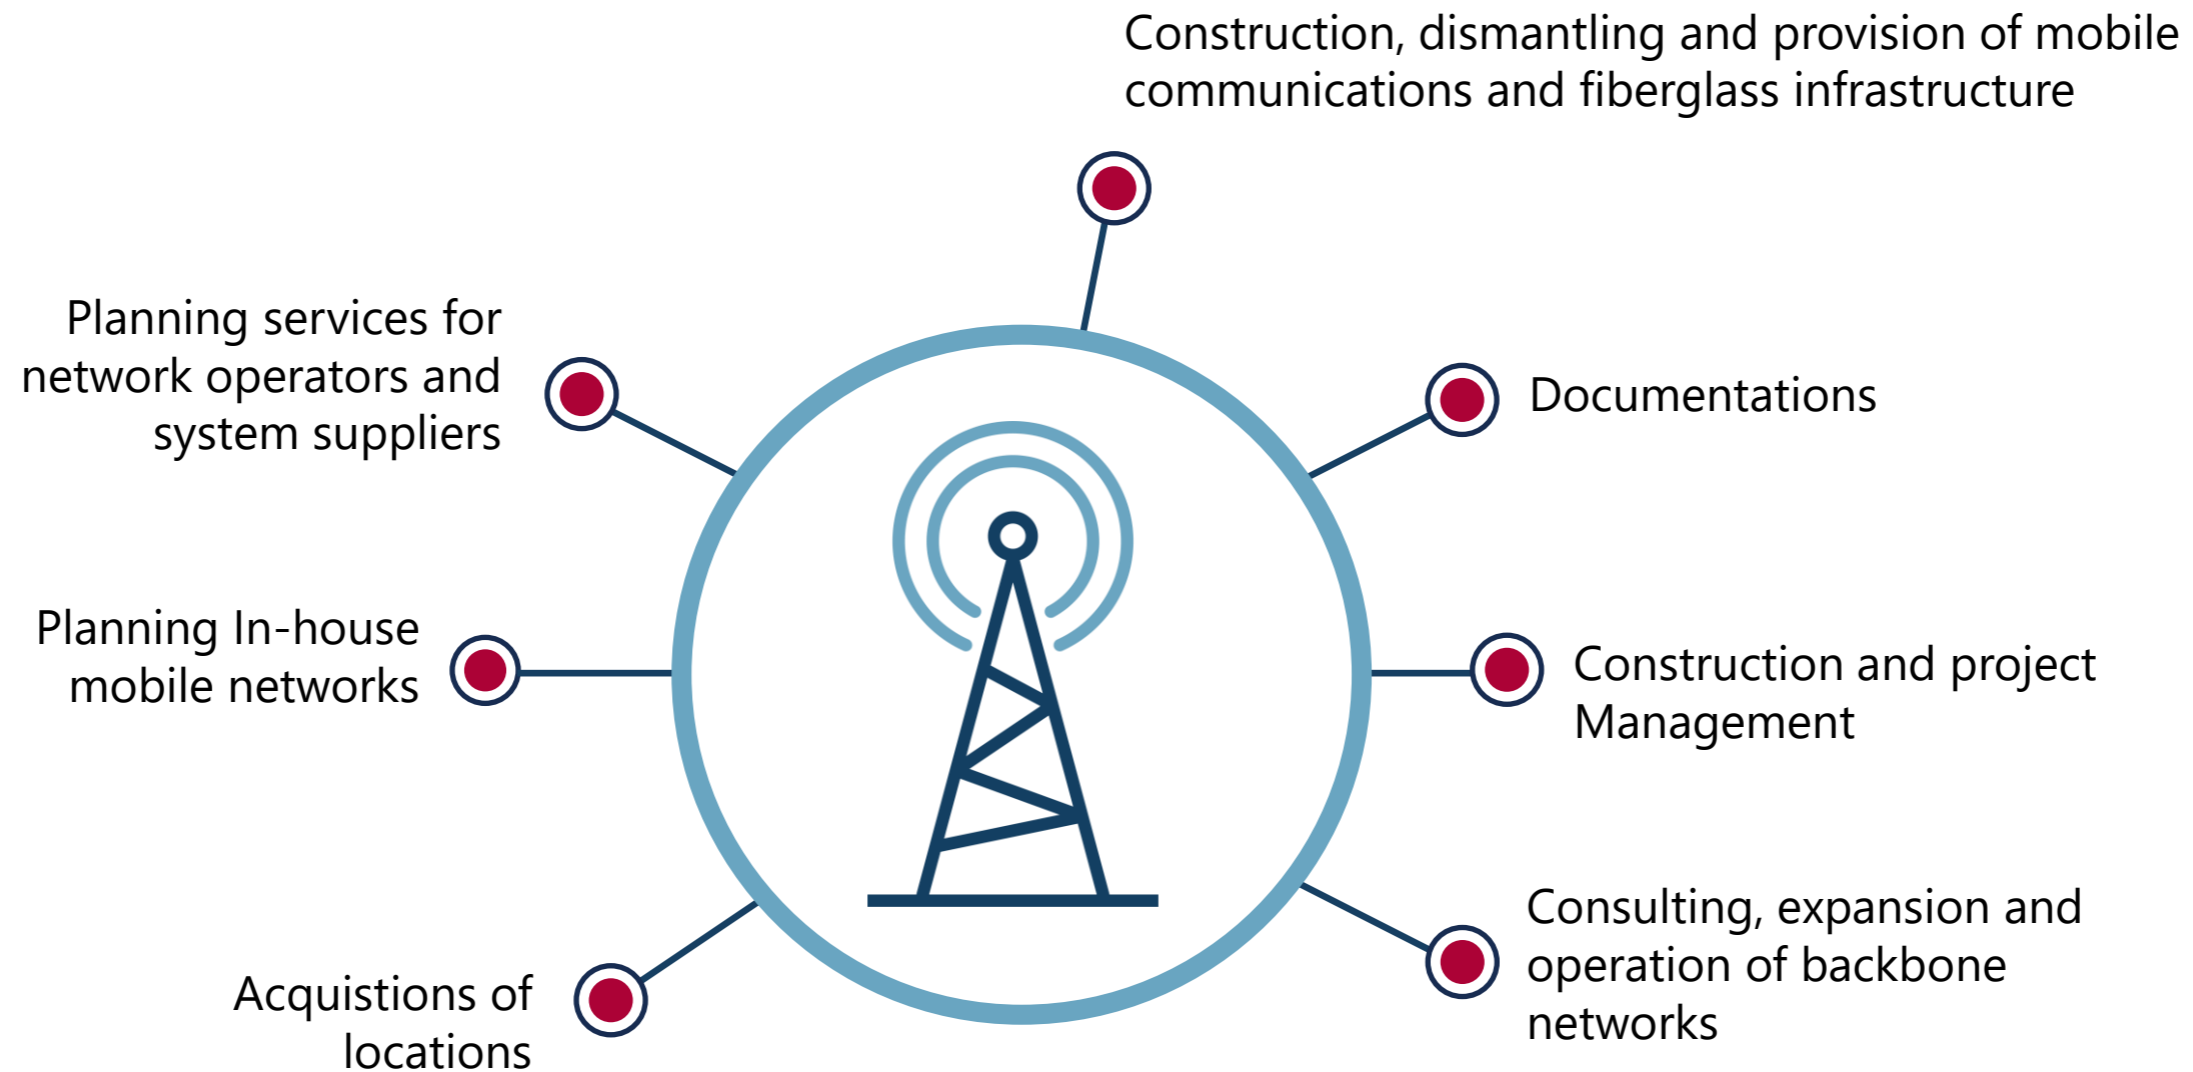 Construction, dismantling and provision of mobile
communications and fiberglass infrastructure
Planning services for
network operators and
system suppliers
Documentations
Planning In-house
mobile networks
Construction and project
Management
Acquistions of
locations
Consulting, expansion and
operation of backbone
networks